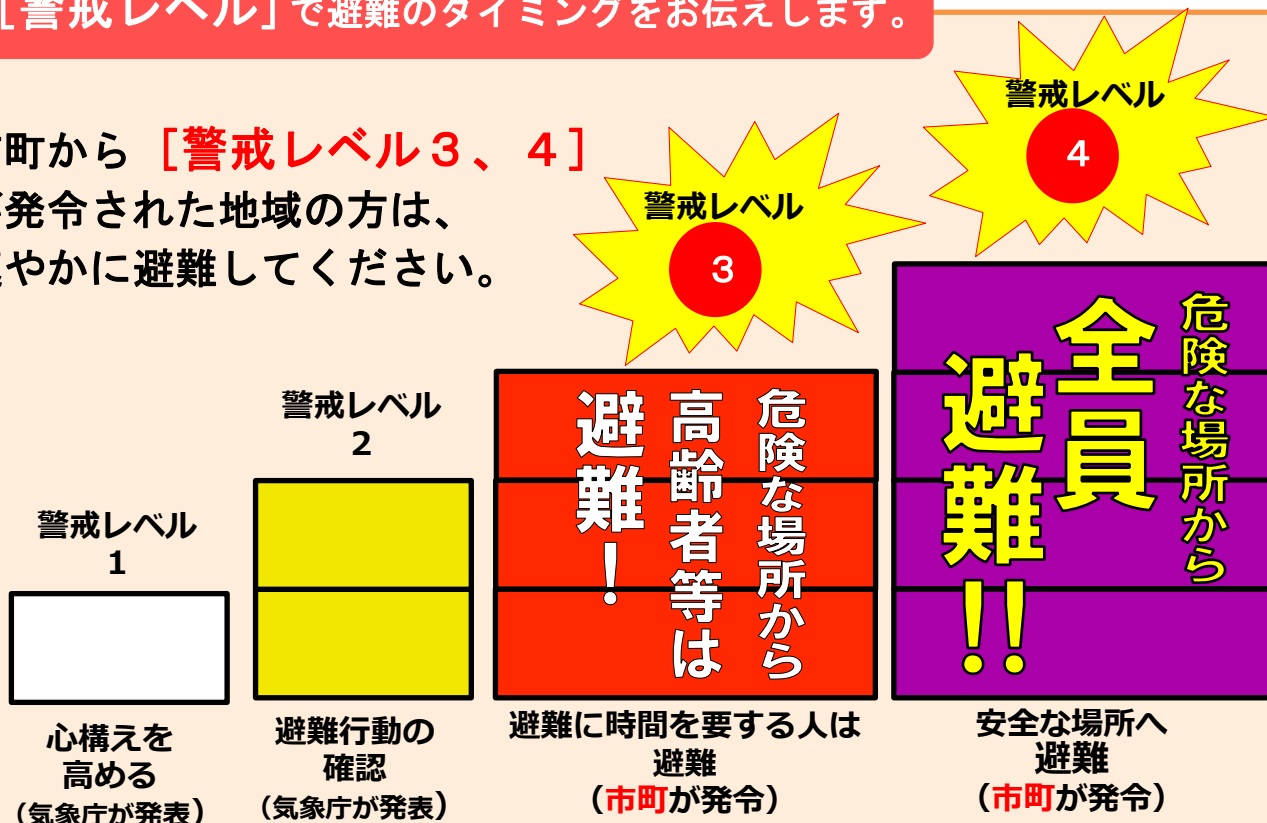 [警戒レベル]で避難のタイミングをお伝えします。
町から［警戒レベル３、４］
発令された地域の方は、
やかに避難してください。
警戒レベル
1
心構えを
高める
（気象庁が発表）
警戒レベル
2
避難行動の
確認
（気象庁が発表）
警戒レベル
３
危険な場所から
高齢者等は
避難！
避難に時間を要する人は
避難
（市町が発令）
警戒レベル
４
危険な場所から
全員
避難!!
安全な場所へ
避難
（市町が発令）